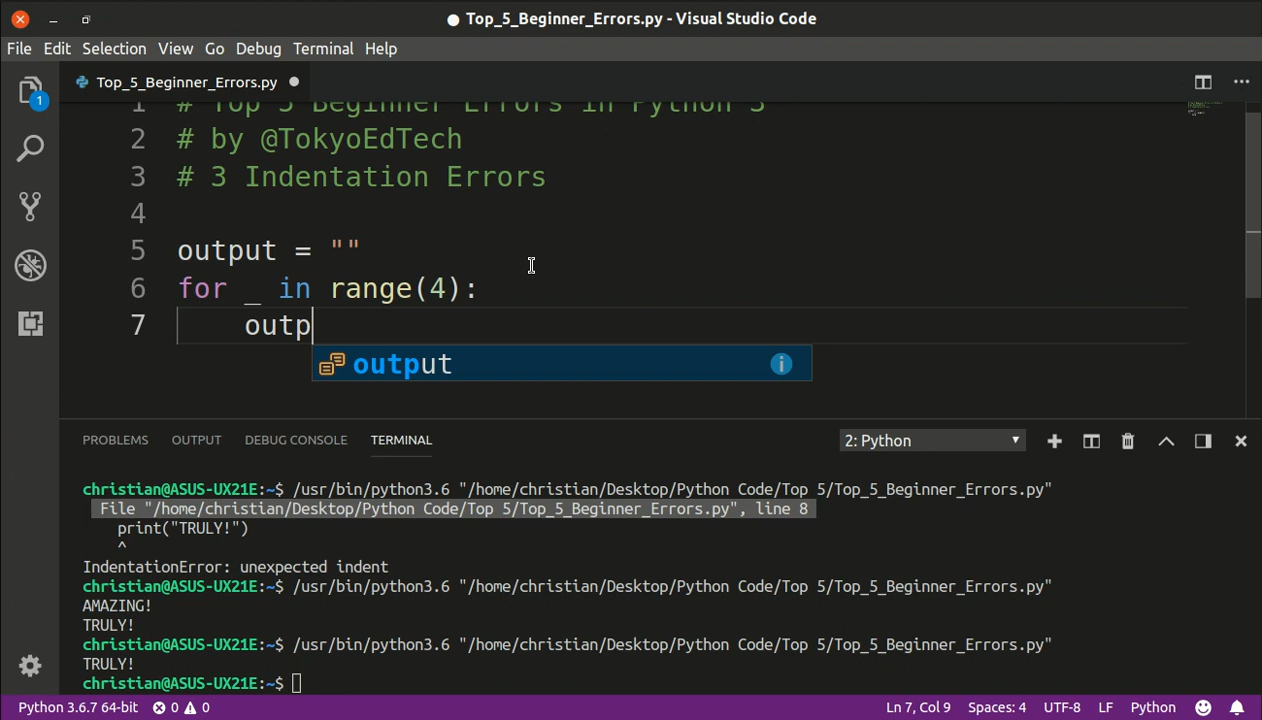 ● Top_5_Beginner_Errors.py - Visual Studio Code
File Edit Selection View Go Debug Terminal Help
1
Top_5_Beginner_Errors.py
1 # Top 5 Beginner Errors in Python 3
2 # by @TokyoEdTech
3 # 3 Indentation Errors
4
5 output = ""
6 for _ in range(4):
7 outp
output
PROBLEMS OUTPUT DEBUG CONSOLE TERMINAL 2: Python
christian@ASUS-UX21E:~$ /usr/bin/python3.6 "/home/christian/Desktop/Python Code/Top 5/Top_5_Beginner_Errors.py"
File "/home/christian/Desktop/Python Code/Top 5/Top_5_Beginner_Errors.py", line 8
print("TRULY!")
^
IndentationError: unexpected indent
christian@ASUS-UX21E:~$ /usr/bin/python3.6 "/home/christian/Desktop/Python Code/Top 5/Top_5_Beginner_Errors.py"
AMAZING!
TRULY!
christian@ASUS-UX21E:~$ /usr/bin/python3.6 "/home/christian/Desktop/Python Code/Top 5/Top_5_Beginner_Errors.py"
TRULY!
christian@ASUS-UX21E:~$
Python 3.6.7 64-bit 0 0 Ln 7, Col 9 Spaces: 4 UTF-8 LF Python